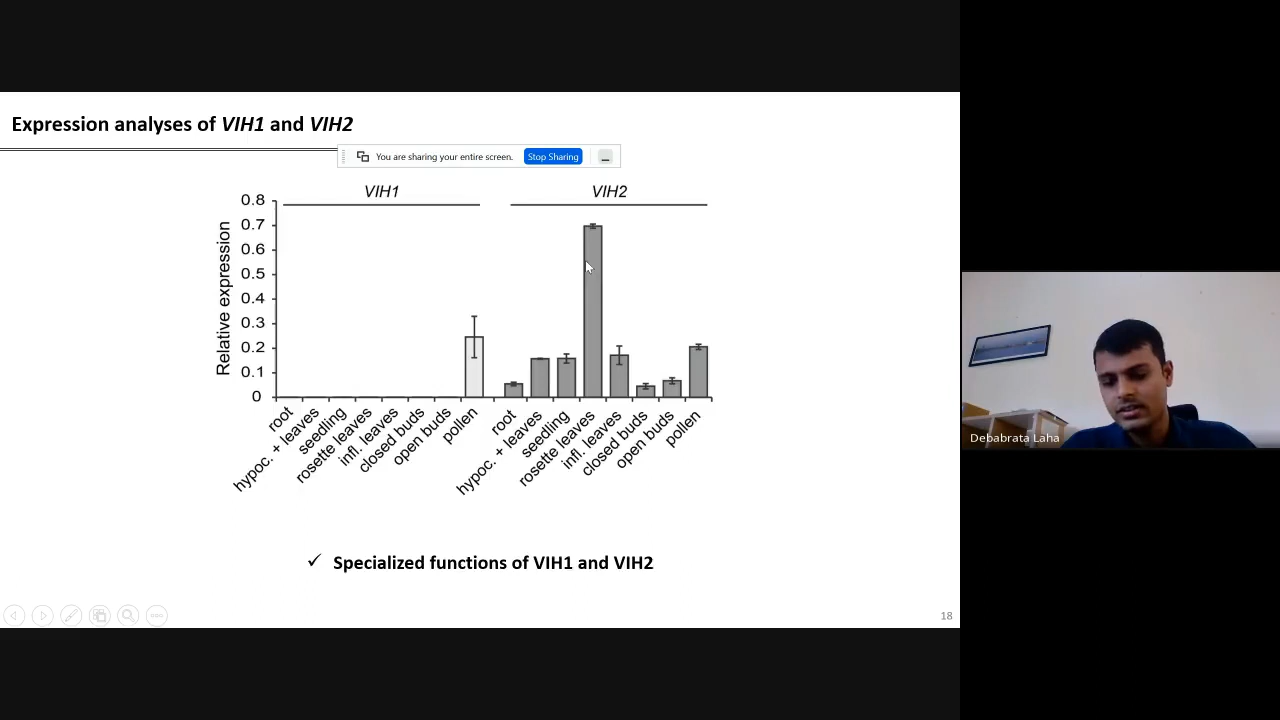 Expression analyses of VIH1 and VIH2
You are sharing your entire screen. Stop Sharing
VIH1 VIH2
Relative expression
0.8
0.7
0.6
0.5
0.4
0.3
0.2
0.1
0
root
hypoc. + leaves
seedling
rosette leaves
infl. leaves
closed buds
open buds
pollen
root
hypoc. + leaves
seedling
rosette leaves
infl. leaves
closed buds
open buds
pollen
✓ Specialized functions of VIH1 and VIH2
18
Debabrata Laha